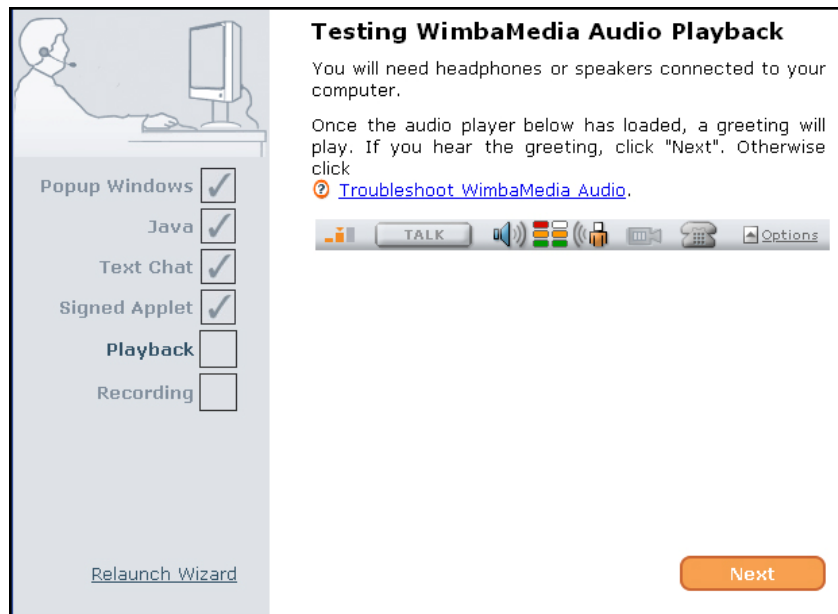 Testing WimbaMedia Audio Playback
You will need headphones or speakers connected to your
computer.
Once the audio player below has loaded, a greeting will
play. If you hear the greeting, click "Next". Otherwise
click
? Troubleshoot WimbaMedia Audio.
TALK
Options
Popup Windows
Java
Text Chat
Signed Applet
Playback
Recording
Relaunch Wizard
Next